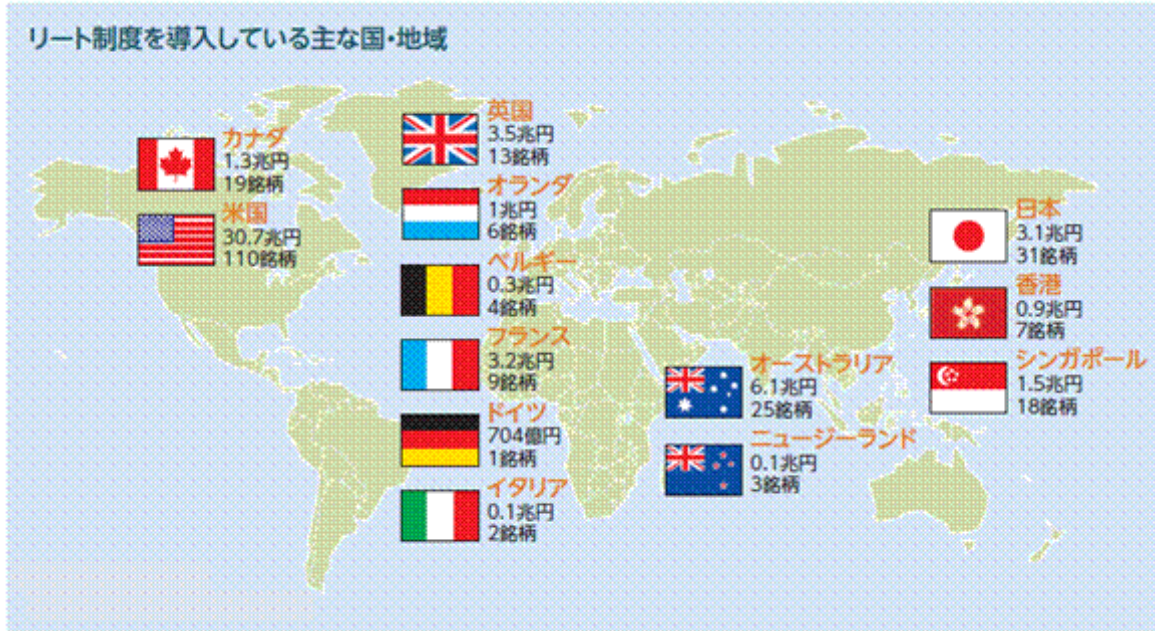 リート制度を導入している主な国・地域
カナダ
1.3兆円
19銘柄
米国
30.7兆円
110銘柄
英国
3.5兆円
13銘柄
オランダ
1兆円
6銘柄
ベルギー
0.3兆円
4銘柄
フランス
3.2兆円
9銘柄
ドイツ
704億円
1銘柄
イタリア
0.1兆円
2銘柄
オーストラリア
6.1兆円
25銘柄
ニュージーランド
0.1兆円
3銘柄
日本
3.1兆円
31銘柄
香港
0.9兆円
7銘柄
シンガポール
1.5兆円
18銘柄